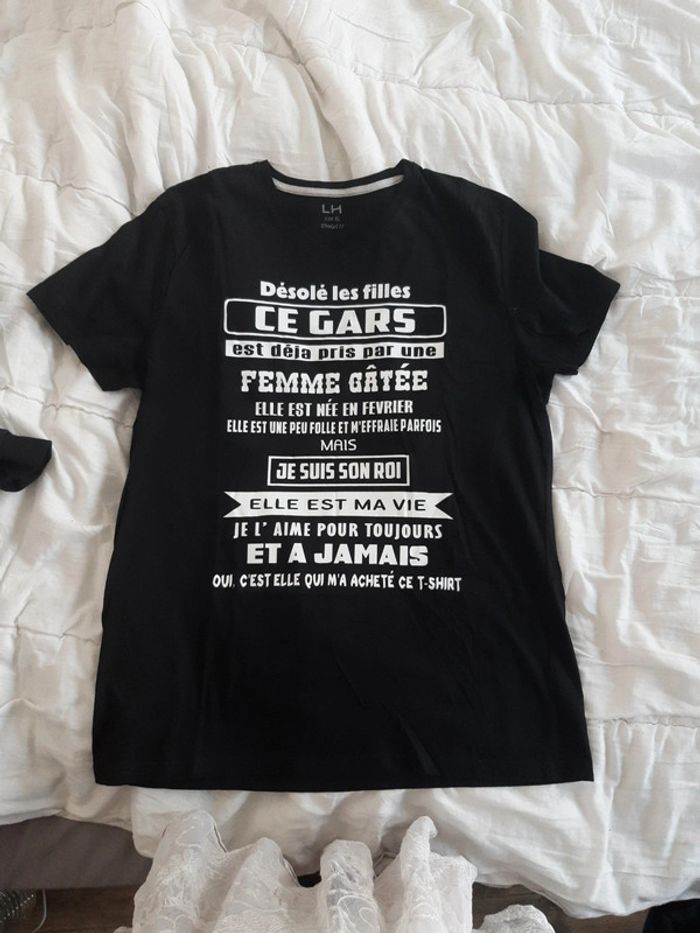 LH
Désolé les filles
CE GARS
est déja pris par une
FEMME GÂTÉE
ELLE EST NÉE EN FEVRIER
ELLE EST UNE PEU FOLLE ET M'EFFRAIE PARFOIS
MAIS
JE SUIS SON ROI
ELLE EST MA VIE
JE L' AIME POUR TOUJOURS
ET A JAMAIS
OUI, C'EST ELLE QUI M'A ACHETÉ CE T-SHIRT